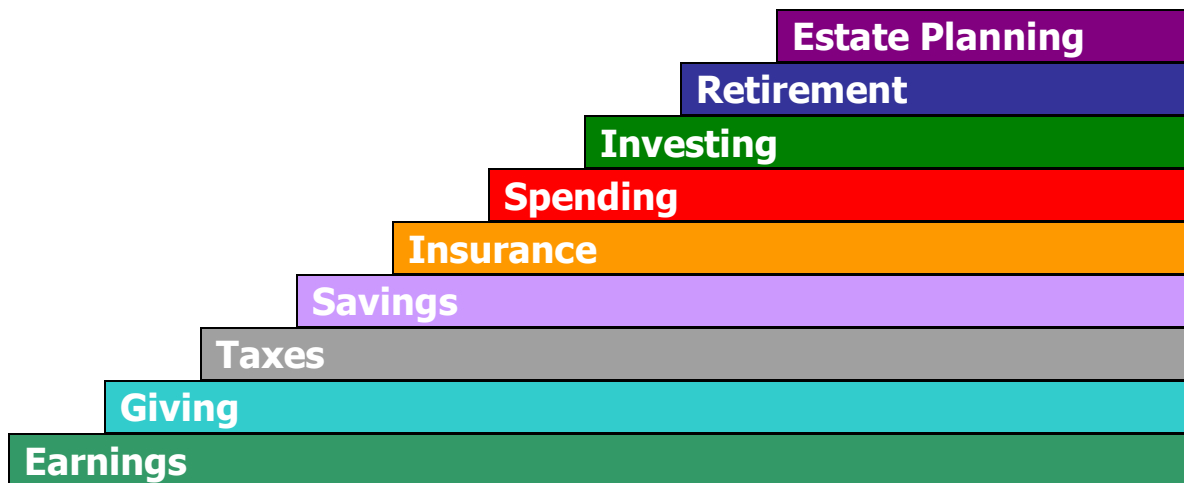 Estate Planning
Retirement
Investing
Spending
Insurance
Savings
Taxes
Giving
Earnings